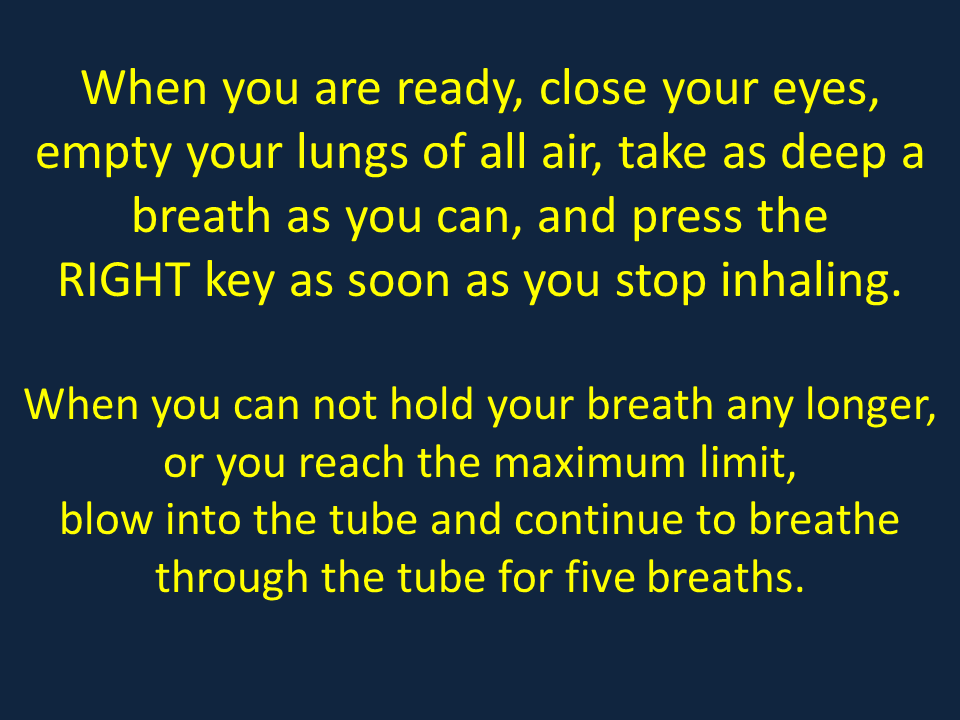 When you are ready, close your eyes,
empty your lungs of all air, take as deep a
breath as you can, and press the
RIGHT key as soon as you stop inhaling.
When you can not hold your breath any longer,
or you reach the maximum limit,
blow into the tube and continue to breathe
through the tube for five breaths.